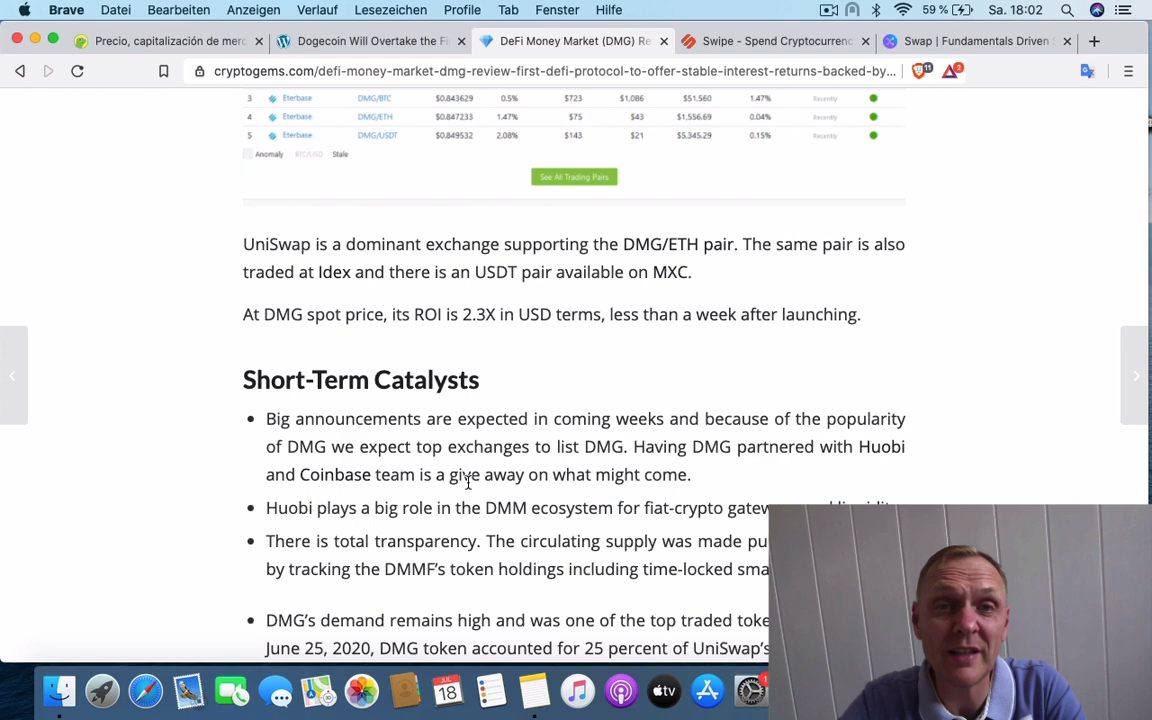 Brave Datei Bearbeiten Anzeigen Verlauf Lesezeichen Profile Tab Fenster Hilfe 59 % Sa. 18:02
Precio, capitalización de merc
Dogecoin Will Overtake the Fi
DeFi Money Market (DMG) Re
Swipe - Spend Cryptocurrenc
Swap | Fundamentals Driven S
cryptogems.com/defi-money-market-dmg-review-first-defi-protocol-to-offer-stable-interest-returns-backed-by... 11 2
3 Eterbase DMG/BTC $0.843629 0.5% $723 $1,086 $51,560 1.47% Recently
4 Eterbase DMG/ETH $0.847233 1.47% $75 $43 $1,556.69 0.04% Recently
5 Eterbase DMG/USDT $0.849532 2.08% $143 $21 $5,345.29 0.15% Recently
Anomaly BTC/USD Stale
See All Trading Pairs
UniSwap is a dominant exchange supporting the DMG/ETH pair. The same pair is also
traded at Idex and there is an USDT pair available on MXC.
At DMG spot price, its ROI is 2.3X in USD terms, less than a week after launching.
Short-Term Catalysts
Big announcements are expected in coming weeks and because of the popularity
of DMG we expect top exchanges to list DMG. Having DMG partnered with Huobi
and Coinbase team is a give away on what might come.
Huobi plays a big role in the DMM ecosystem for fiat-crypto
There is total transparency. The circulating supply was made
by tracking the DMMF's token holdings including time-locked
DMG's demand remains high and was one of the top traded
June 25, 2020, DMG token accounted for 25 percent of UniSwap's
JUL
18
tv
1